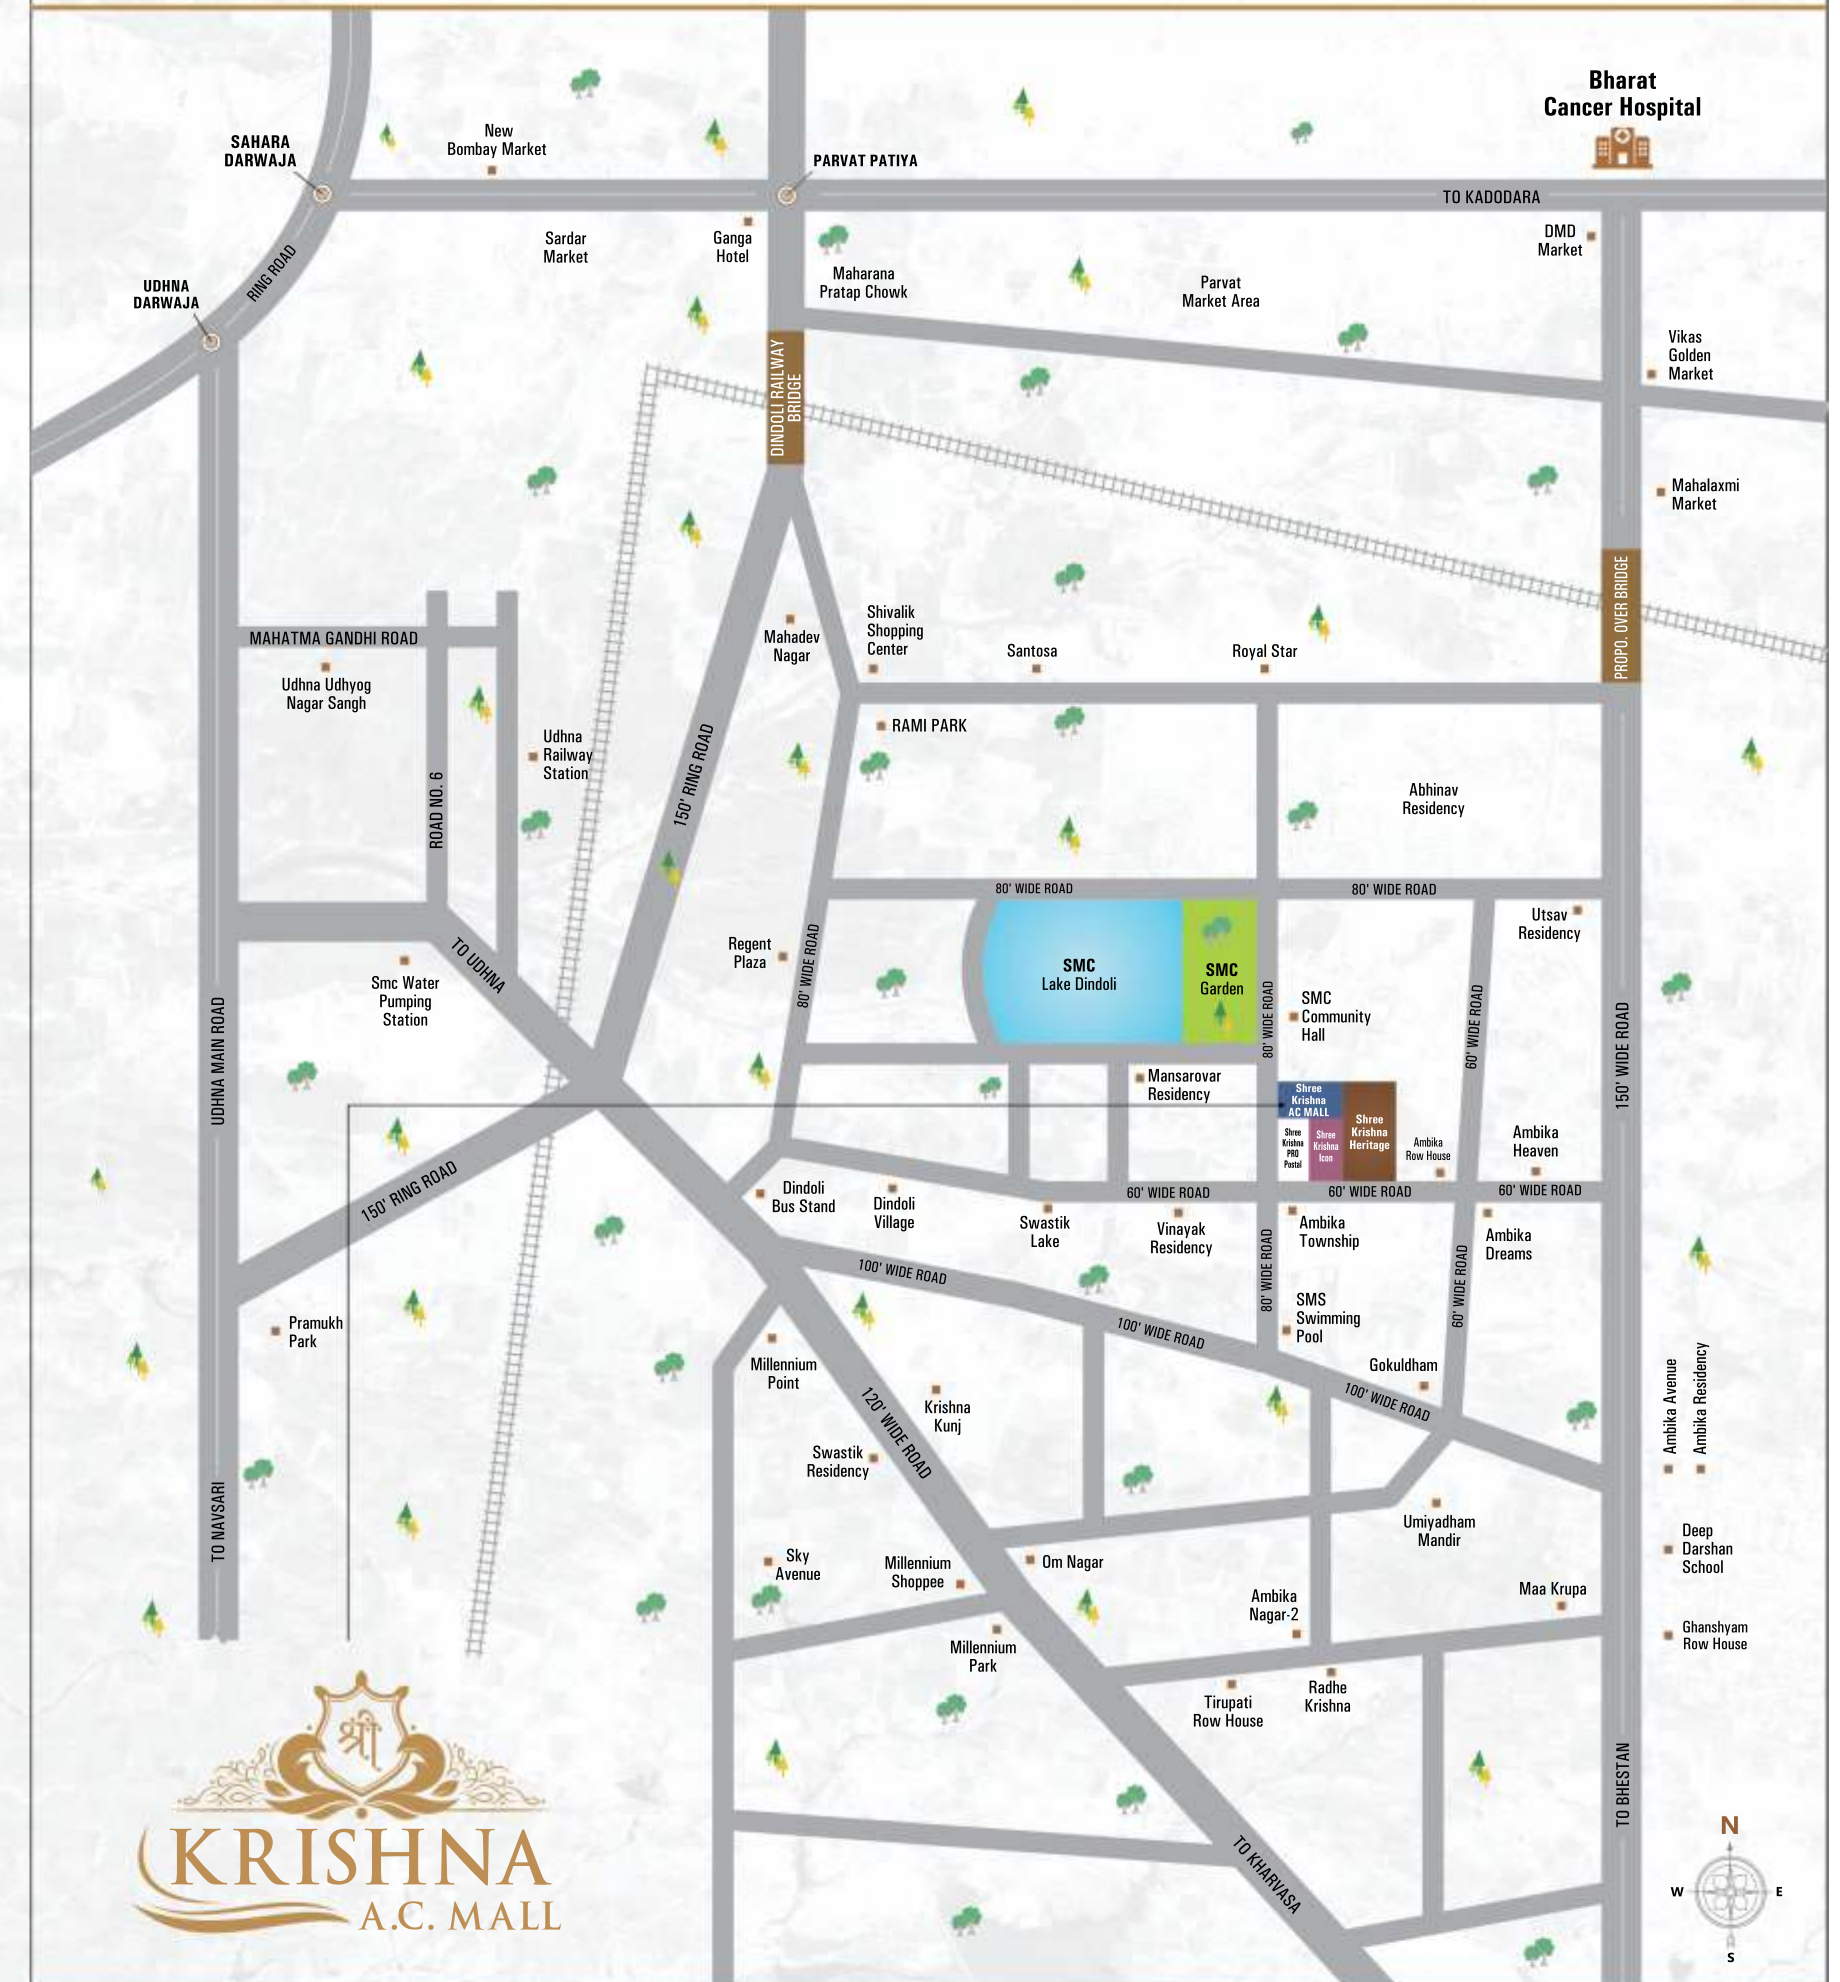 Bharat
Cancer Hospital
SAHARA
DARWAJA
New
Bombay Market
PARVAT PATIYA
TO KADODARA
Sardar
Market
Ganga
Hotel
Maharana
Pratap Chowk
Parvat
Market Area
DMD
Market
RING ROAD
UDHNA
DARWAJA
DINDOLI RAILWAY
BRIDGE
Vikas
Golden
Market
Mahalaxmi
Market
PROPO. OVER BRIDGE
MAHATMA GANDHI ROAD
Udhna Udhyog
Nagar Sangh
Mahadev
Nagar
Shivalik
Shopping
Center
Santosa
Royal Star
RAMI PARK
Udhna
Railway
Station
ROAD NO. 6
150' RING ROAD
Abhinav
Residency
80' WIDE ROAD
80' WIDE ROAD
Utsav
Residency
Regent
Plaza
80' WIDE ROAD
TO UDHNA
Smc Water
Pumping
Station
SMC
Lake Dindoli
SMC
Garden
80' WIDE ROAD
SMC
Community
Hall
60' WIDE ROAD
150' WIDE ROAD
UDHNA MAIN ROAD
Mansarovar
Residency
Shree
Krishna
AC MALL
Shree
Krishna
PRO
Postal
Shree
Krishna
Icon
Shree
Krishna
Heritage
Ambika
Row House
Ambika
Heaven
150' RING ROAD
Dindoli
Bus Stand
Dindoli
Village
60' WIDE ROAD
60' WIDE ROAD
60' WIDE ROAD
Swastik
Lake
Vinayak
Residency
Ambika
Township
Ambika
Dreams
100' WIDE ROAD
80' WIDE ROAD
60' WIDE ROAD
SMS
Swimming
Pool
Pramukh
Park
Millennium
Point
100' WIDE ROAD
Gokuldham
100' WIDE ROAD
Ambika Avenue
Ambika Residency
Krishna
Kunj
120' WIDE ROAD
Swastik
Residency
TO NAVSARI
Umiyadham
Mandir
Deep
Darshan
School
Sky
Avenue
Millennium
Shoppee
Om Nagar
Ambika
Nagar-2
Maa Krupa
Ghanshyam
Row House
Millennium
Park
Tirupati
Row House
Radhe
Krishna
TO BHESTAN
TO KHARVASA
श्री
KRISHNA
A.C. MALL
N
W
E
S